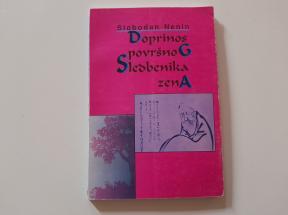 Slobodan Nenin
Doprinos
površnoG
Sledbenika
zenA